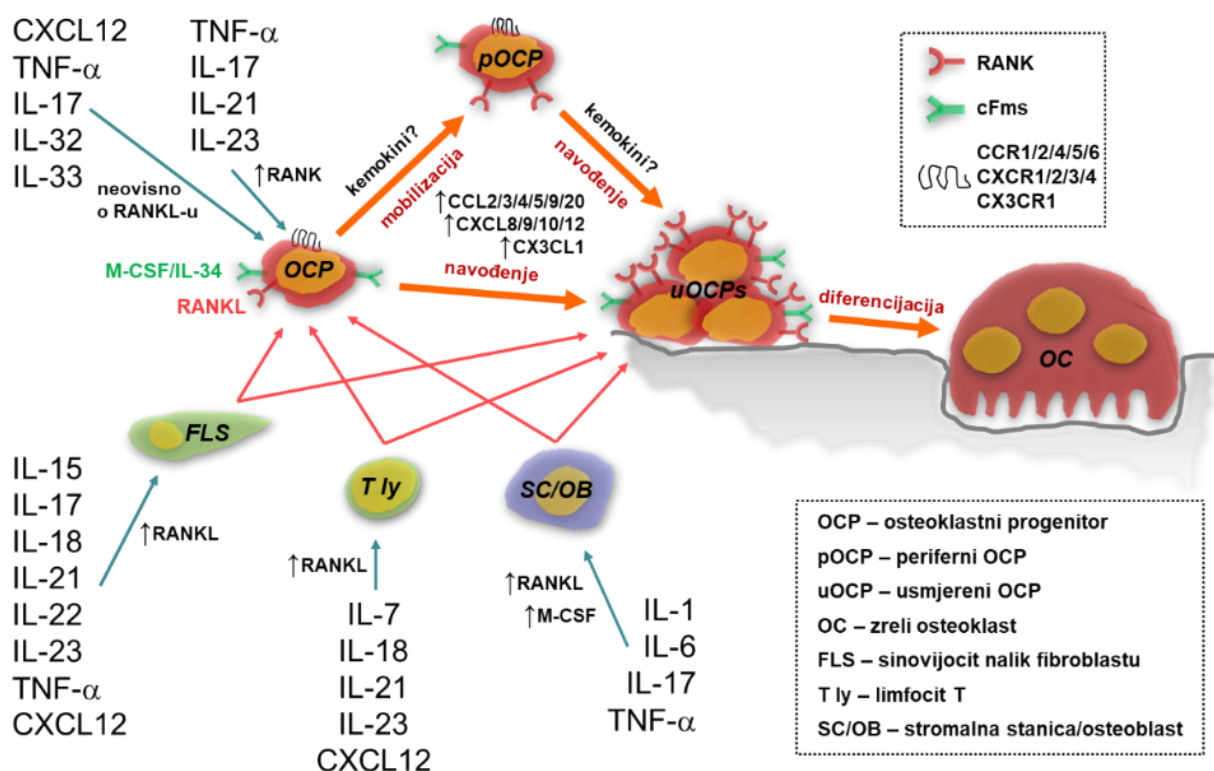 CXCL12
TNF-α
IL-17
IL-32
IL-33
neovisno
o RANKL-u
TNF-α
IL-17
IL-21
IL-23
↑RANK
OCP
M-CSF/IL-34
RANKL
pOCP
kemokini?
mobilizacija
kemokini?
navođenje
↑CCL2/3/4/5/9/20
↑CXCL8/9/10/12
↑CX3CL1
navođenje
uOCPs
diferencijacija
OC
RANK
cFms
CCR1/2/4/5/6
CXCR1/2/3/4
CX3CR1
FLS
IL-15
IL-17
IL-18
IL-21
IL-22
IL-23
TNF-α
CXCL12
↑RANKL
T ly
↑RANKL
IL-7
IL-18
IL-21
IL-23
CXCL12
SC/OB
↑RANKL
↑M-CSF
IL-1
IL-6
IL-17
TNF-α
OCP – osteoklastni progenitor
pOCP – periferni OCP
uOCP – usmjereni OCP
OC – zreli osteoklast
FLS – sinovijocit nalik fibroblastu
T ly – limfocit T
SC/OB – stromalna stanica/osteoblast